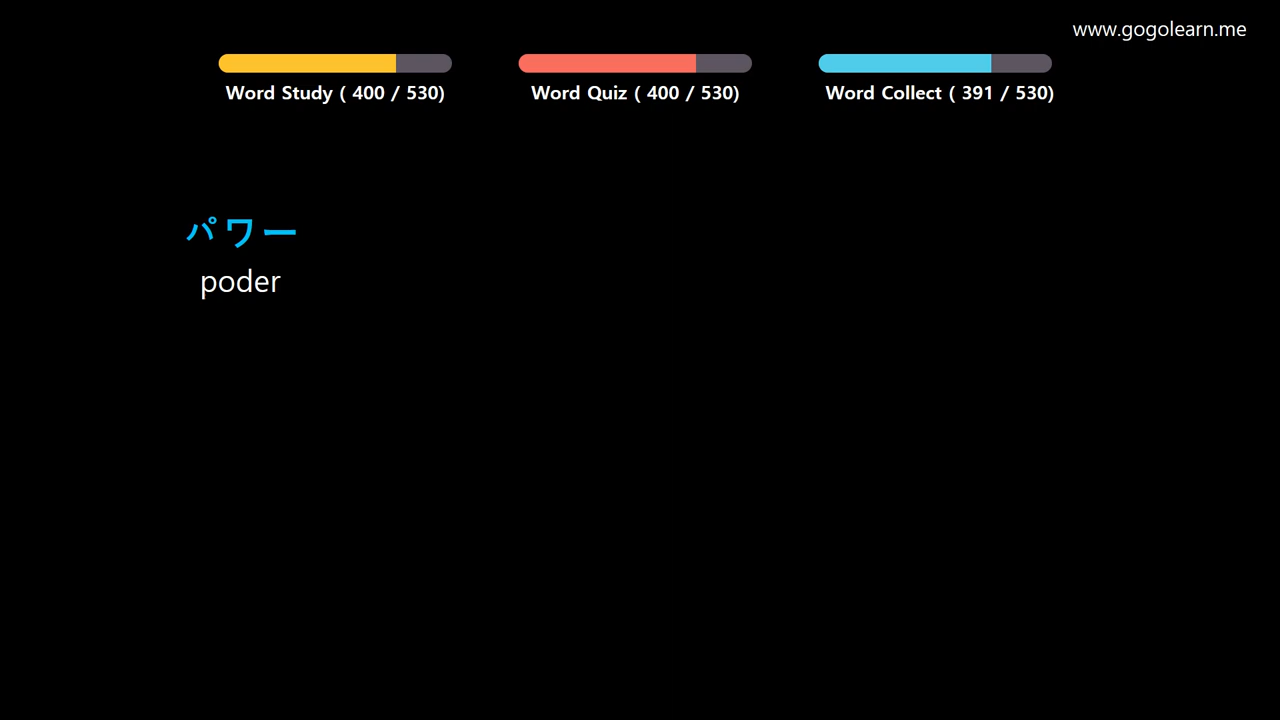 www.gogolearn.me
Word Study ( 400 / 530)
Word Quiz ( 400 / 530)
Word Collect ( 391 / 530)
パワー
poder